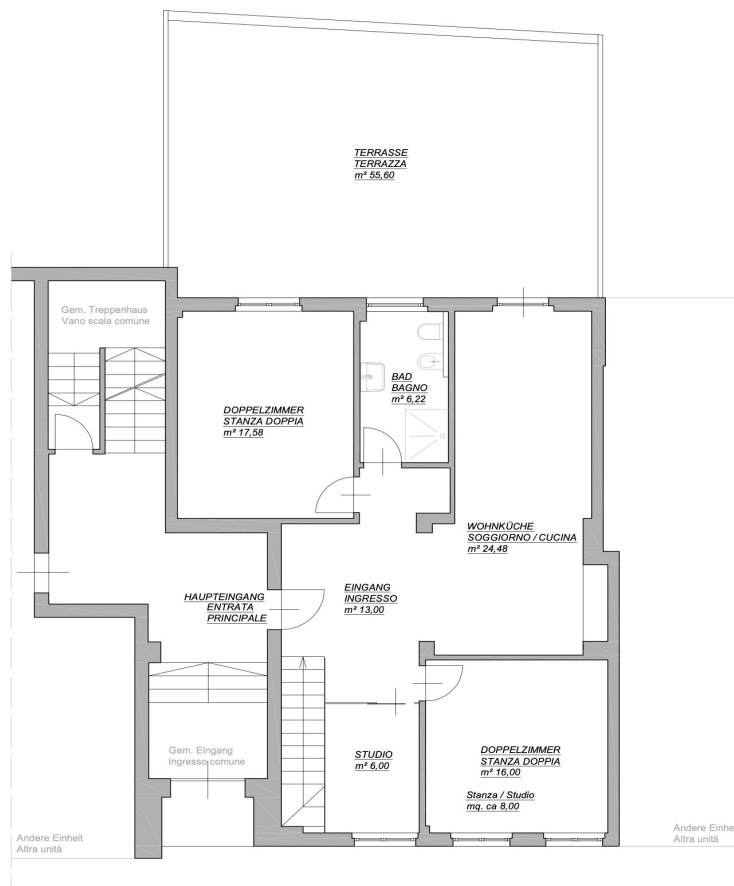 TERRASSE
TERRAZZA
m² 55,60
Gem. Treppenhaus
Vano scala comune
BAD
BAGNO
m² 6,22
DOPPELZIMMER
STANZA DOPPIA
m² 17,58
WOHNKÜCHE
SOGGIORNO / CUCINA
m² 24,48
EINGANG
INGRESSO
m² 13,00
HAUPTEINGANG
ENTRATA
PRINCIPALE
Gem. Eingang
Ingresso comune
STUDIO
m² 6,00
DOPPELZIMMER
STANZA DOPPIA
m² 16,00
Stanza / Studio
mq. ca 8,00
Andere Einheit
Altra unità
Andere Einhe
Altra unità